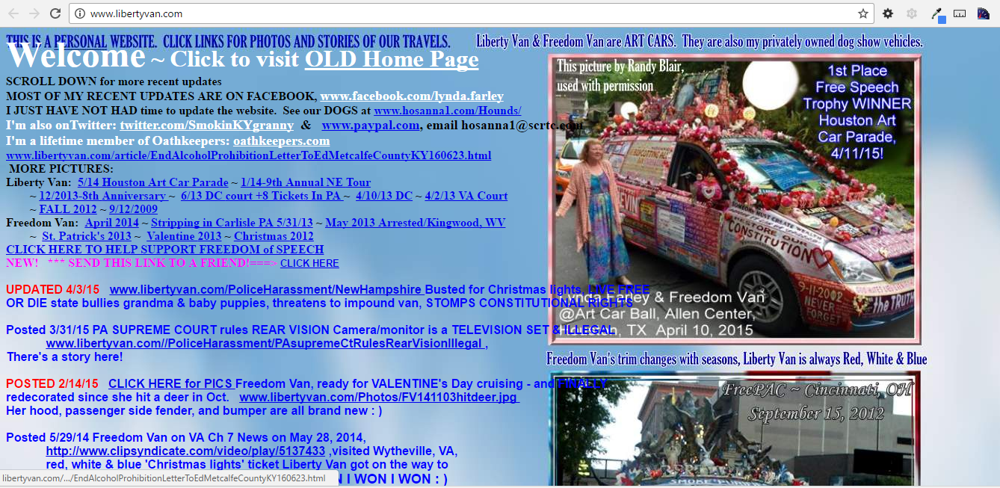 www.libertyvan.com
THIS IS A PERSONAL WEBSITE. CLICK LINKS FOR PHOTOS AND STORIES OF OUR TRAVELS.
Liberty Van & Freedom Van are ART CARS. They are also my privately owned dog show vehicles.
Welcome ~ Click to visit OLD Home Page
SCROLL DOWN for more recent updates
MOST OF MY RECENT UPDATES ARE ON FACEBOOK, www.facebook.com/lynda.farley
I JUST HAVE NOT HAD time to update the website. See our DOGS at www.hosanna1.com/Hounds/
I'm also onTwitter: twitter.com/SmokinKYgranny & www.paypal.com, email hosanna1@scrtc.com
I'm a lifetime member of Oathkeepers: oathkeepers.com
www.libertyvan.com/article/EndAlcoholProhibitionLetterToEdMetcalfeCountyKY160623.html
MORE PICTURES:
Liberty Van: 5/14 Houston Art Car Parade ~ 1/14-9th Annual NE Tour
~ 12/2013-8th Anniversary ~ 6/13 DC court +8 Tickets In PA ~ 4/10/13 DC ~ 4/2/13 VA Court
~ FALL 2012 ~ 9/12/2009
Freedom Van: April 2014 ~ Stripping in Carlisle PA 5/31/13 ~ May 2013 Arrested/Kingwood, WV
~ St. Patrick's 2013 ~ Valentine 2013 ~ Christmas 2012
CLICK HERE TO HELP SUPPORT FREEDOM of SPEECH
NEW! *** SEND THIS LINK TO A FRIEND!===> CLICK HERE
UPDATED 4/3/15 www.libertyvan.com/PoliceHarassment/NewHampshire Busted for Christmas lights, LIVE FREE
OR DIE state bullies grandma & baby puppies, threatens to impound van, STOMPS CONSTITUTIONAL RIGHTS
Posted 3/31/15 PA SUPREME COURT rules REAR VISION Camera/monitor is a TELEVISION SET & ILLEGAL
www.libertyvan.com//PoliceHarassment/PAsupremeCtRulesRearVisionIllegal ,
There's a story here!
POSTED 2/14/15 CLICK HERE for PICS Freedom Van, ready for VALENTINE's Day cruising - and FINALLY
redecorated since she hit a deer in Oct. www.libertyvan.com/Photos/FV141103hitdeer.jpg
Her hood, passenger side fender, and bumper are all brand new : )
Posted 5/29/14 Freedom Van on VA Ch 7 News on May 28, 2014,
http://www.clipsyndicate.com/video/play/5137433 ,visited Wytheville, VA,
red, white & blue 'Christmas lights' ticket Liberty Van got on the way to
I WON I WON : )
libertyvan.com/.../EndAlcoholProhibitionLetterToEdMetcalfeCountyKY160623.html
This picture by Randy Blair,
used with permission
1st Place
Free Speech
Trophy WINNER
Houston Art
Car Parade,
4/11/15!
CONSTITUTION
9-11-2002
NEVER
FORGET
the TRUTH
Lynda Farley & Freedom Van
@Art Car Ball, Allen Center,
Houston, TX April 10, 2015
Freedom Van's trim changes with seasons, Liberty Van is always Red, White & Blue
FreePAC ~ Cincinnati, OH
September 15, 2012